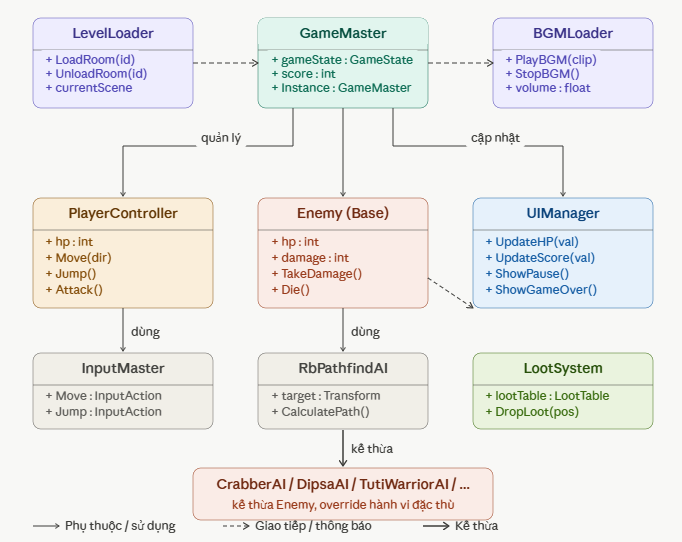 LevelLoader
+ LoadRoom(id)
+ UnloadRoom(id)
+ currentScene
GameMaster
+ gameState : GameState
+ score : int
+ Instance : GameMaster
BGMLoader
+ PlayBGM(clip)
+ StopBGM()
+ volume : float
quản lý
cập nhật
PlayerController
+ hp : int
+ Move(dir)
+ Jump()
+ Attack()
Enemy (Base)
+ hp : int
+ damage : int
+ TakeDamage()
+ Die()
UIManager
+ UpdateHP(val)
+ UpdateScore(val)
+ ShowPause()
+ ShowGameOver()
dùng
dùng
InputMaster
+ Move : InputAction
+ Jump : InputAction
RbPathfindAI
+ target : Transform
+ CalculatePath()
LootSystem
+ lootTable : LootTable
+ DropLoot(pos)
kế thừa
CrabberAI / DipsaAI / TutiWarriorAI / ...
kế thừa Enemy, override hành vi đặc thù
Phụ thuộc / sử dụng
Giao tiếp / thông báo
Kế thừa